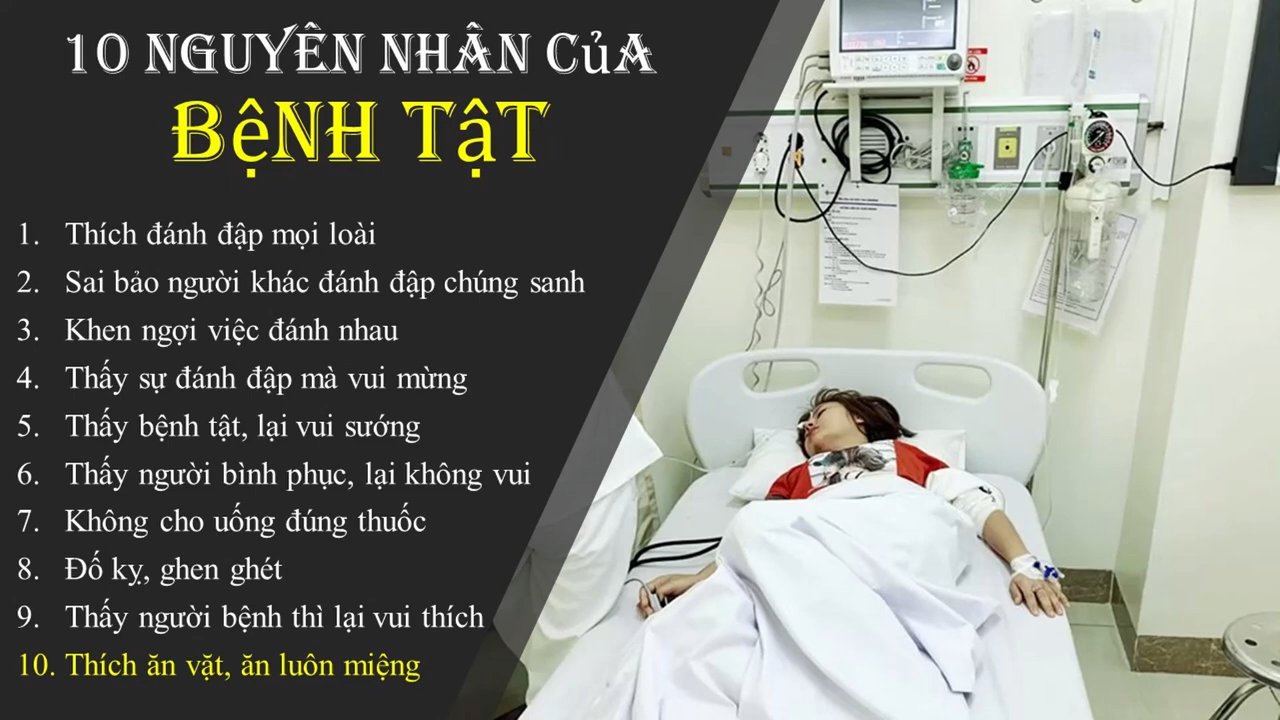 10 NGUYÊN NHÂN CủA
BệNH TậT
1. Thích đánh đập mọi loài
2. Sai bảo người khác đánh đập chúng sanh
3. Khen ngợi việc đánh nhau
4. Thấy sự đánh đập mà vui mừng
5. Thấy bệnh tật, lại vui sướng
6. Thấy người bình phục, lại không vui
7. Không cho uống đúng thuốc
8. Đố kỵ, ghen ghét
9. Thấy người bệnh thì lại vui thích
10. Thích ăn vặt, ăn luôn miệng